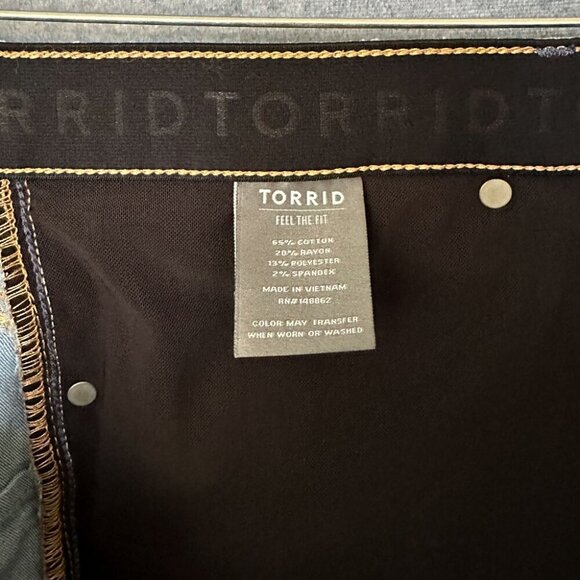 RRIDTORRIDT
TORRID
FEEL THE FIT
65% COTTON
20% RAYON
13% POLYESTER
2% SPANDEX
MADE IN VIETNAM
RN# 148862
COLOR MAY TRANSFER
WHEN WORN OR WASHED